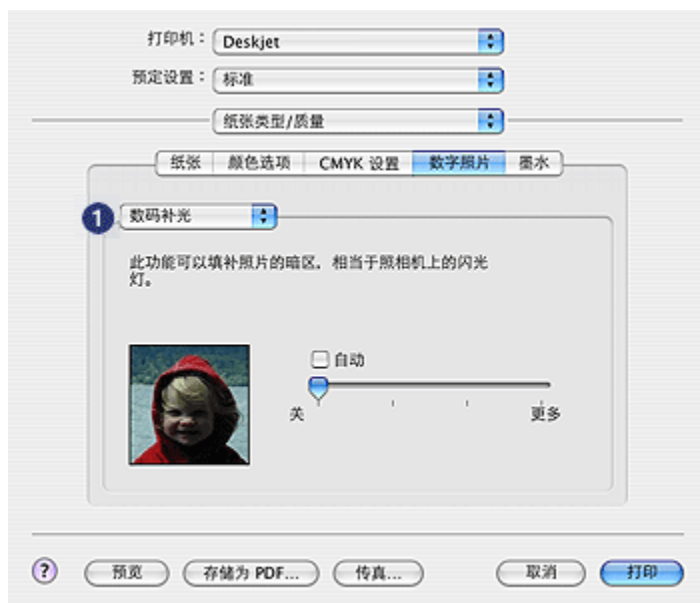 打印机： Deskjet
预定设置： 标准
纸张类型/质量
纸张 颜色选项 CMYK 设置 数字照片 墨水
1 数码补光
此功能可以填补照片的暗区。相当于照相机上的闪光
灯。
自动
关 更多
? 预览 存储为 PDF... 传真... 取消 打印